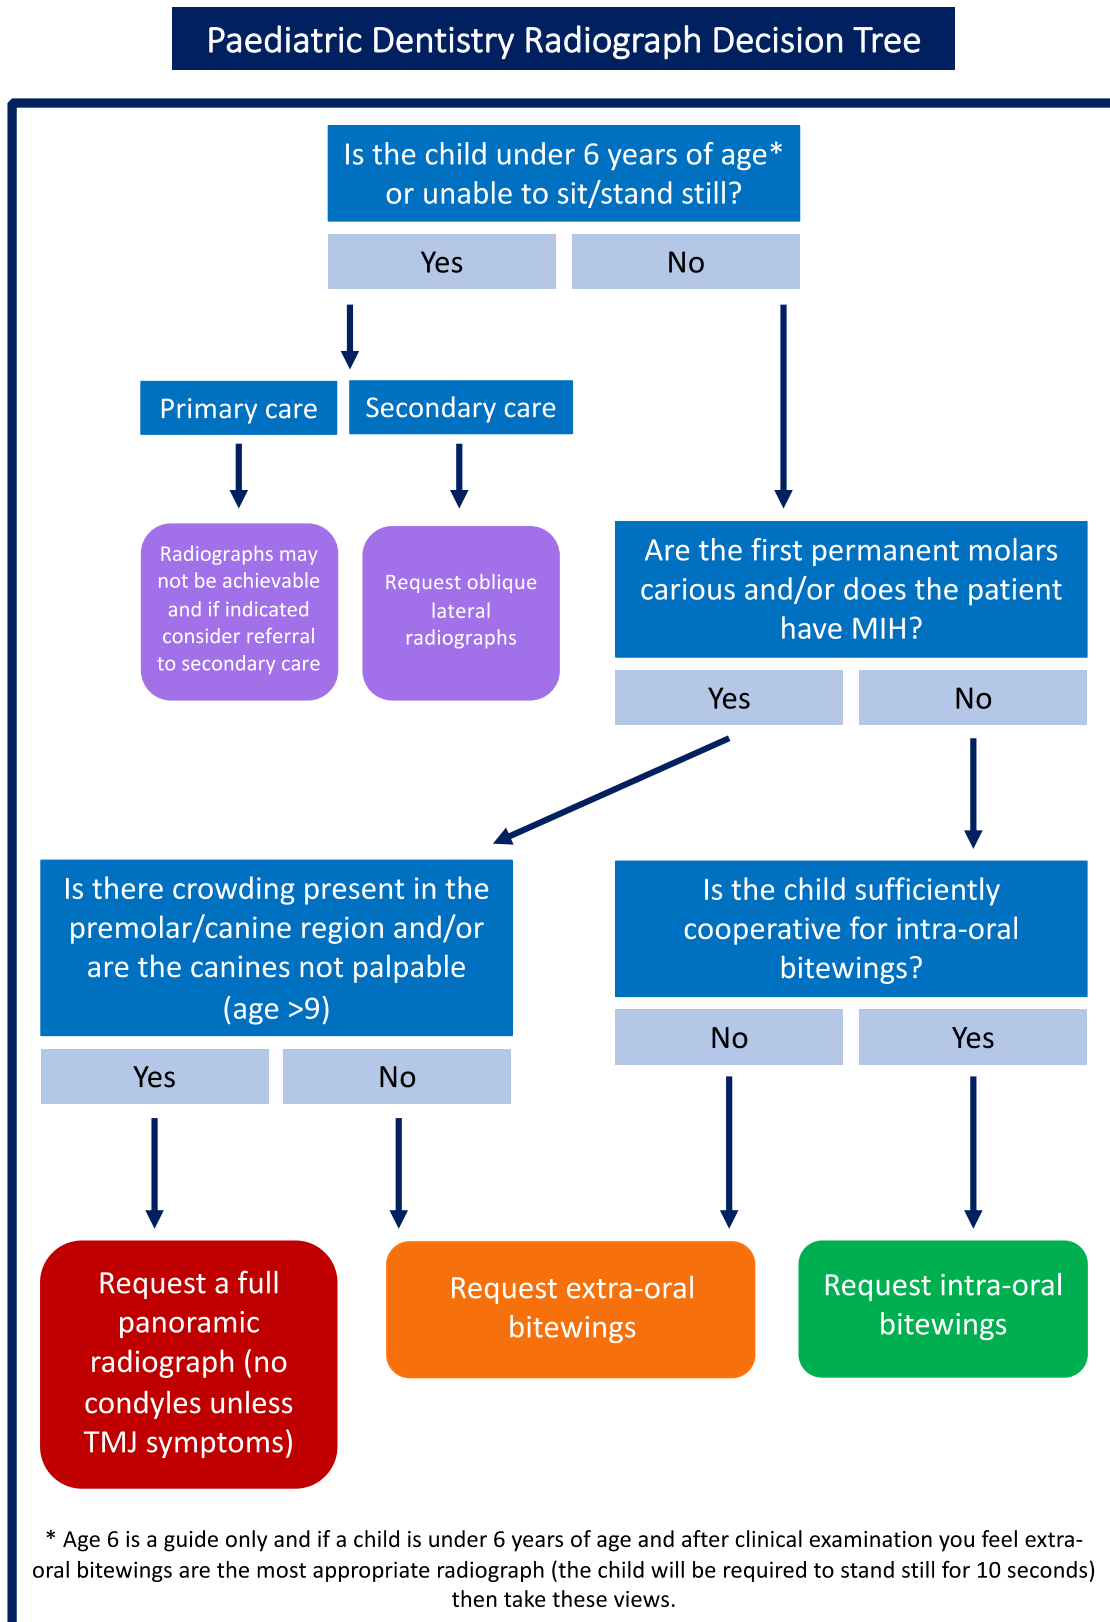 Paediatric Dentistry Radiograph Decision Tree
Is the child under 6 years of age*
or unable to sit/stand still?
Yes
No
Primary care
Secondary care
Radiographs may
not be achievable
and if indicated
consider referral
to secondary care
Request oblique
lateral
radiographs
Are the first permanent molars
carious and/or does the patient
have MIH?
Yes
No
Is there crowding present in the
premolar/canine region and/or
are the canines not palpable
(age >9)
Yes
No
Is the child sufficiently
cooperative for intra-oral
bitewings?
No
Yes
Request a full
panoramic
radiograph (no
condyles unless
TMJ symptoms)
Request extra-oral
bitewings
Request intra-oral
bitewings
* Age 6 is a guide only and if a child is under 6 years of age and after clinical examination you feel extra-
oral bitewings are the most appropriate radiograph (the child will be required to stand still for 10 seconds)
then take these views.